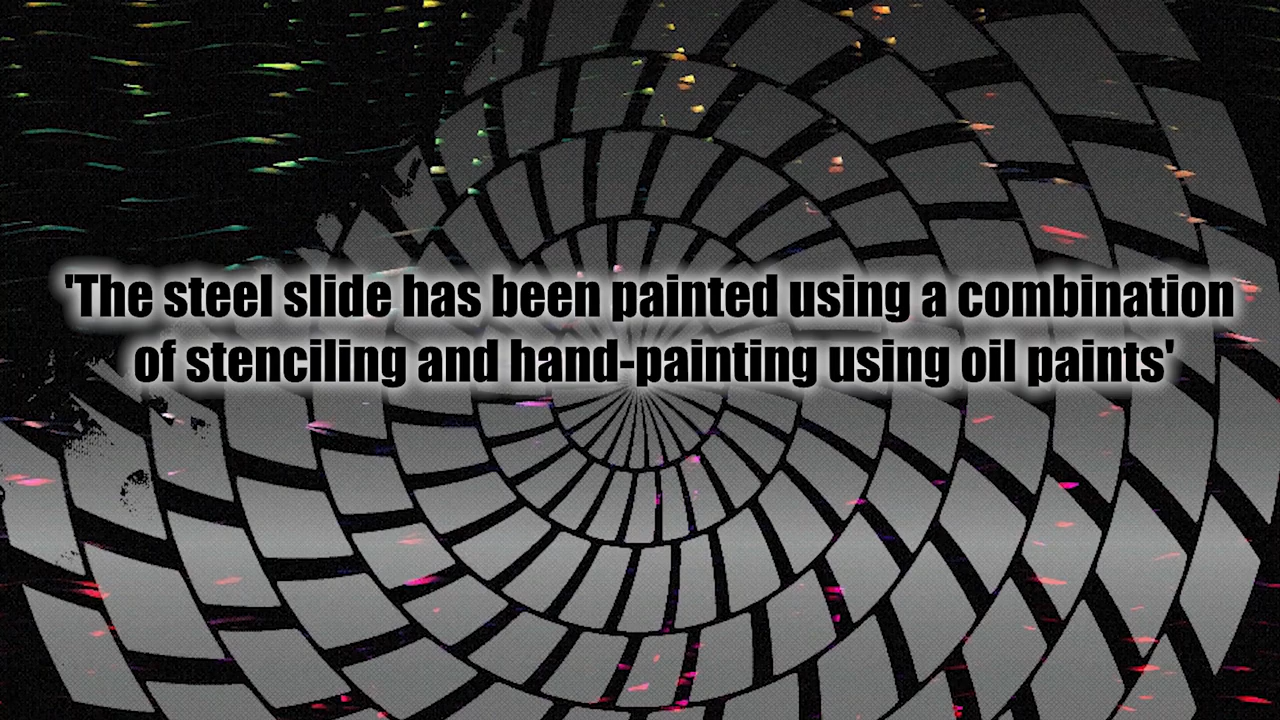 'The steel slide has been painted using a combination
of stenciling and hand-painting using oil paints'